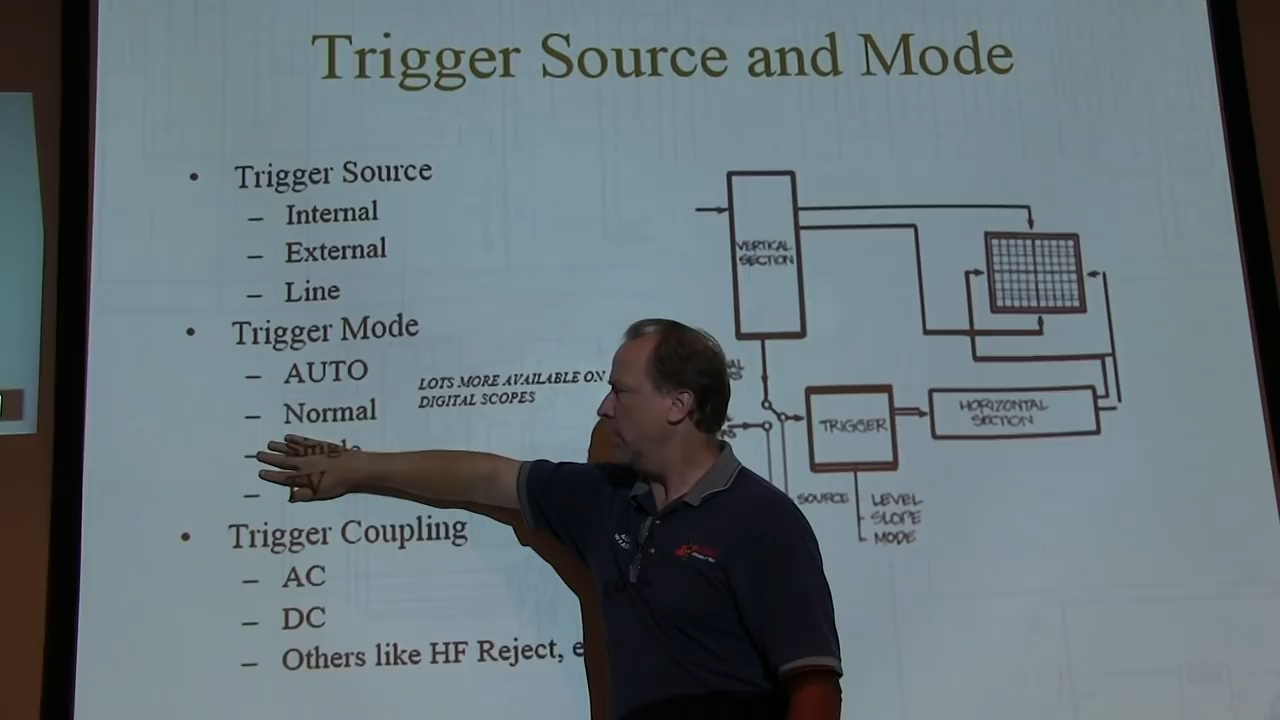 Trigger Source and Mode
• Trigger Source
– Internal
– External
– Line
• Trigger Mode
– AUTO
– Normal
– Single
–
LOTS MORE AVAILABLE ON
DIGITAL SCOPES
• Trigger Coupling
– AC
– DC
– Others like HF Reject, e
VERTICAL
SECTION
TRIGGER
HORIZONTAL
SECTION
SOURCE
LEVEL
SLOPE
MODE